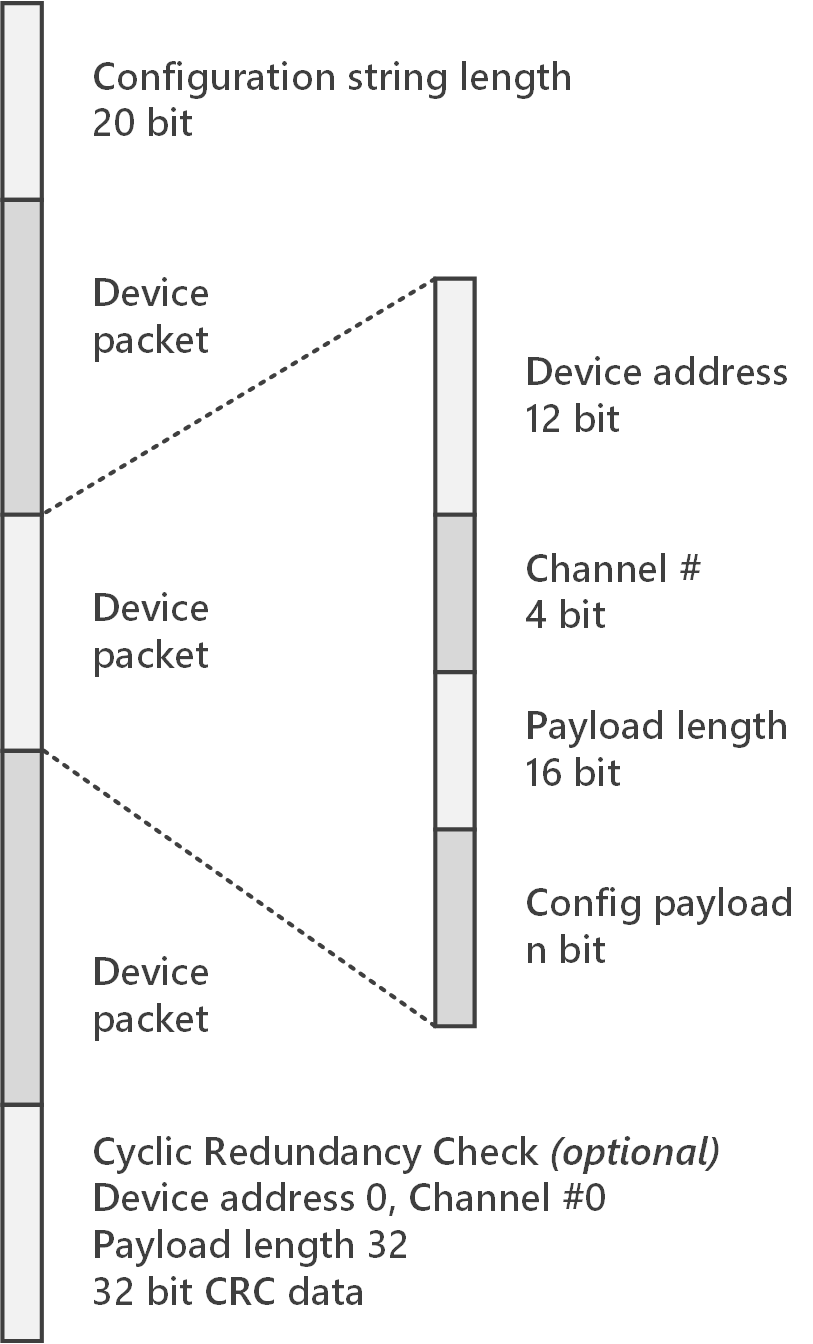 Configuration string length
20 bit
Device
packet
Device address
12 bit
Channel #
4 bit
Device
packet
Payload length
16 bit
Config payload
n bit
Device
packet
Cyclic Redundancy Check (optional)
Device address 0, Channel #0
Payload length 32
32 bit CRC data